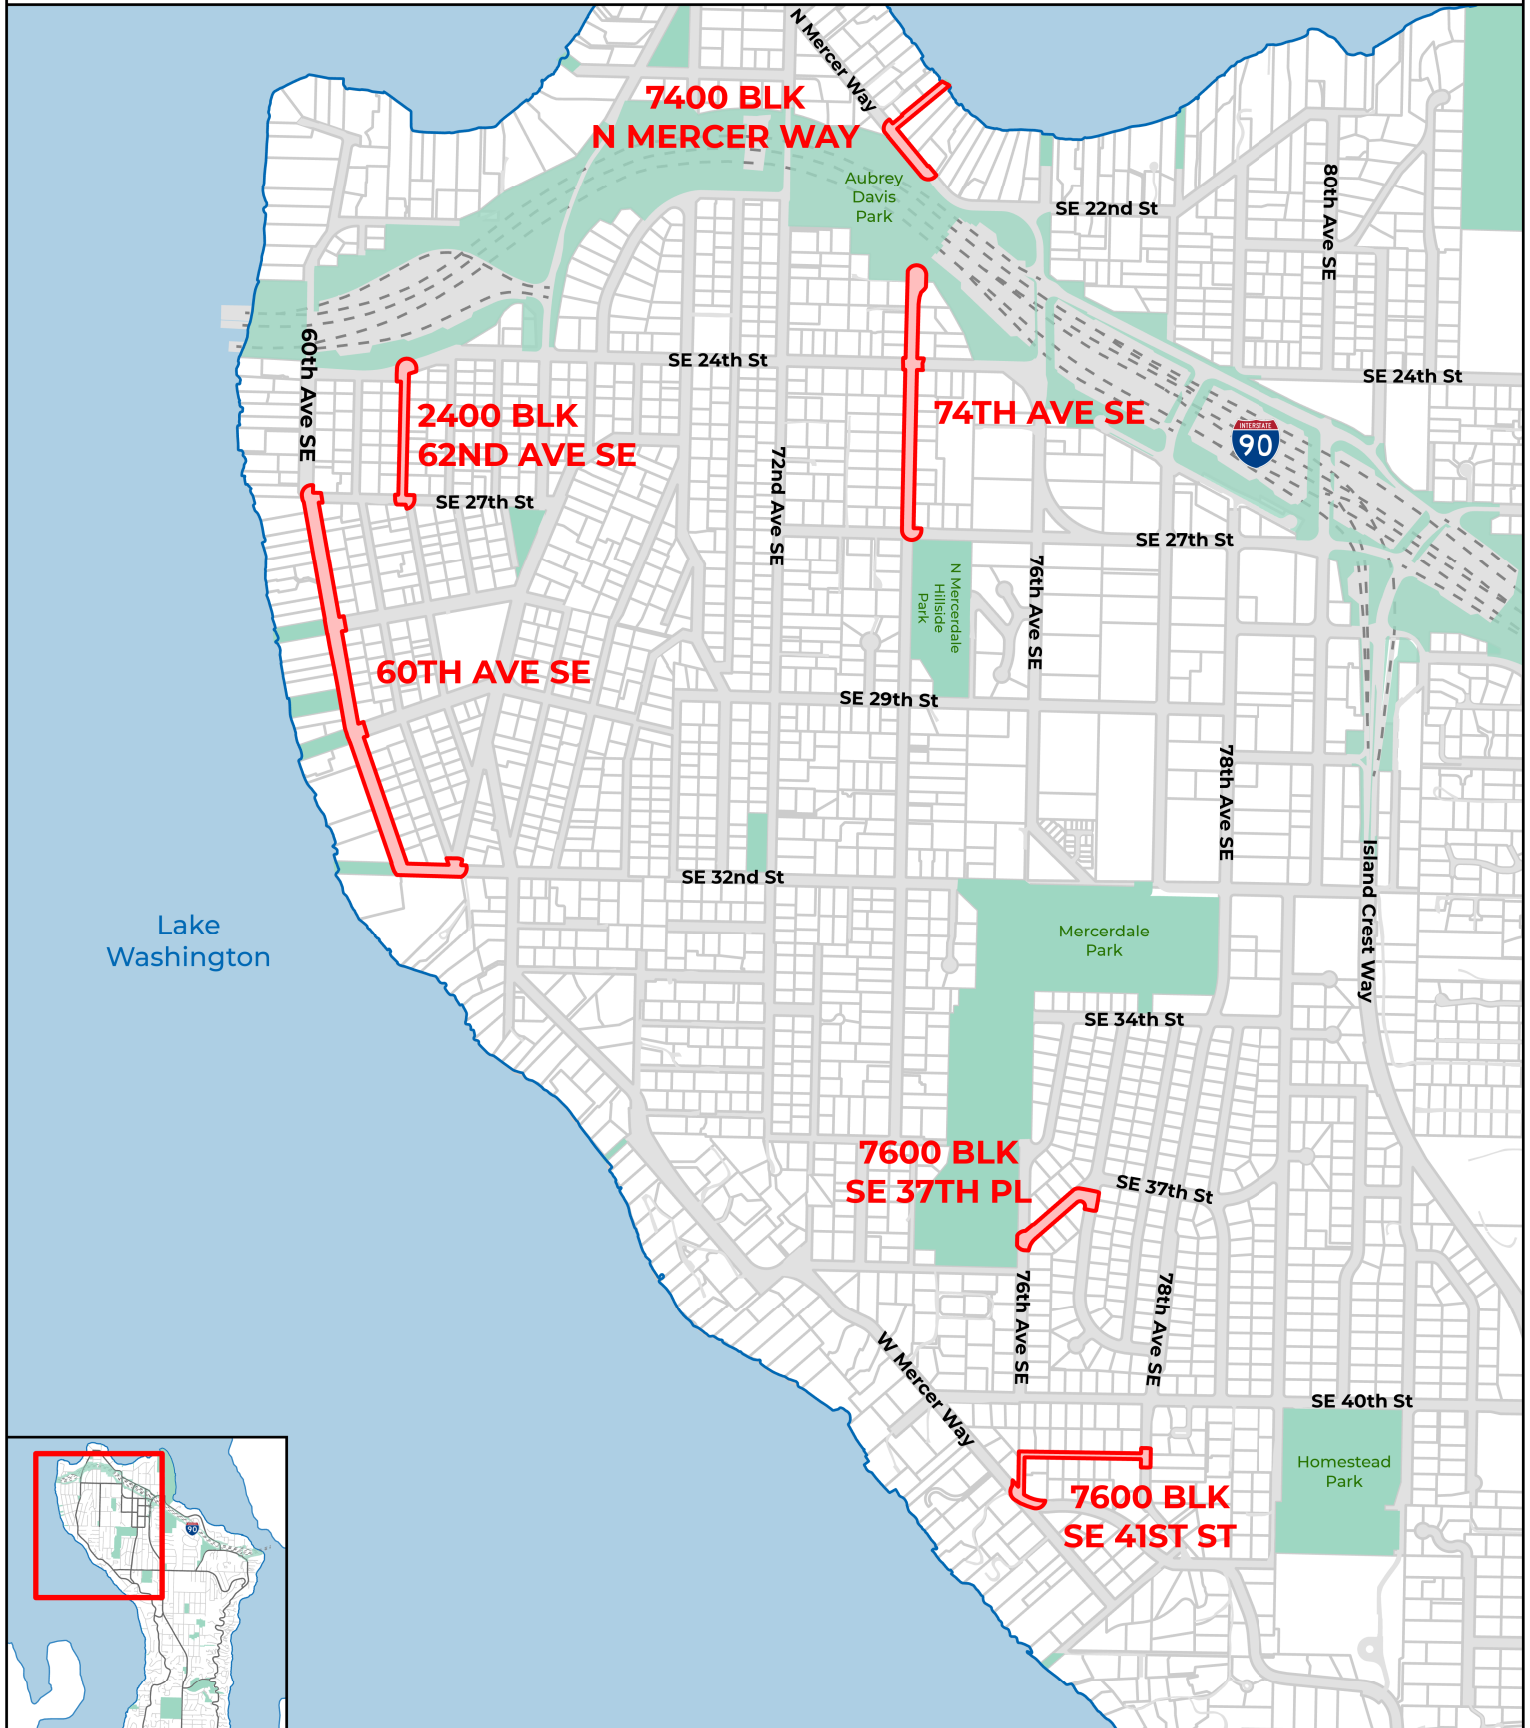 N Mercer Way
7400 BLK
N MERCER WAY
Aubrey
Davis
Park
SE 22nd St
80th Ave SE
60th Ave SE
SE 24th St
SE 24th St
2400 BLK
62ND AVE SE
74TH AVE SE
INTERSTATE
90
72nd Ave SE
SE 27th St
SE 27th St
N Mercerdale
Hillside
Park
76th Ave SE
60TH AVE SE
SE 29th St
78th Ave SE
SE 32nd St
Island Crest Way
Lake
Washington
Mercerdale
Park
SE 34th St
7600 BLK
SE 37TH PL
SE 37th St
76th Ave SE
78th Ave SE
W Mercer Way
SE 40th St
Homestead
Park
7600 BLK
SE 41ST ST
90